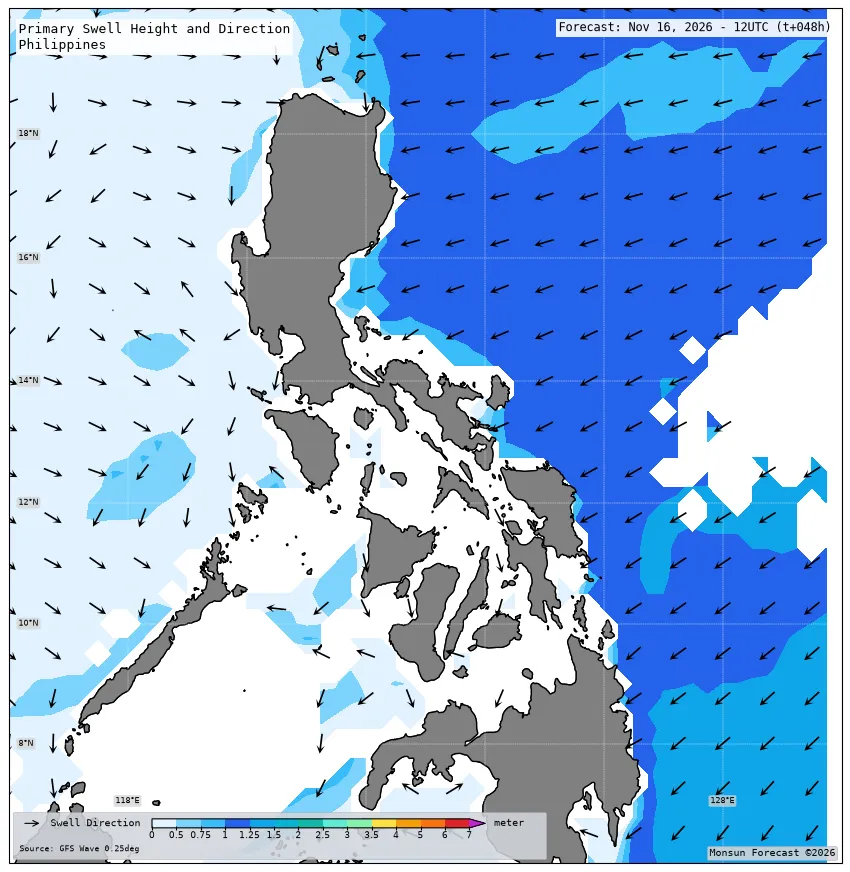 Primary Swell Height and Direction
Philippines
Forecast: Nov 16, 2026 - 12UTC (t+048h)
18°N
16°N
14°N
12°N
10°N
8°N
118°E
128°E
Swell Direction
0 0.5 0.75 1 1.25 1.5 2 2.5 3 3.5 4 5 6 7
meter
Source: GFS Wave 0.25deg
Monsun Forecast ©2026